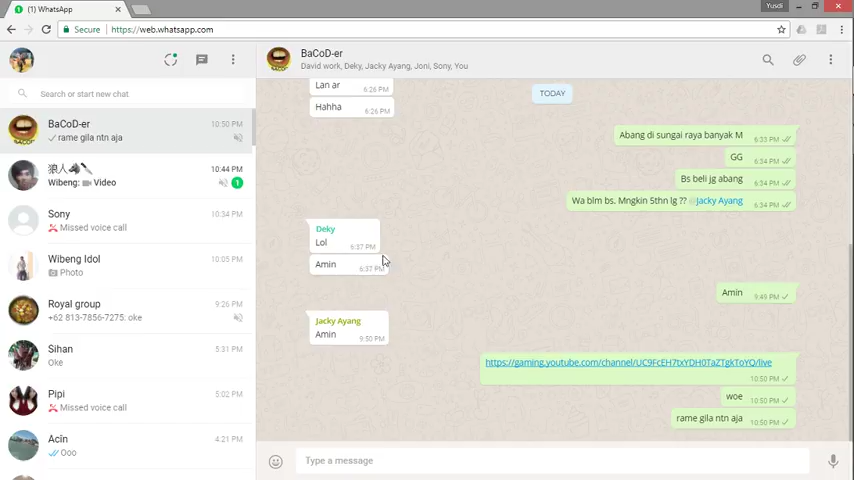 (1) WhatsApp
Yusdi
Secure https://web.whatsapp.com
Search or start new chat
BaCoD-er 10:50 PM
rame gila ntn aja
狼人 10:44 PM
Wibeng: Video 1
Sony 10:34 PM
Missed voice call
Wibeng Idol 10:05 PM
Photo
Royal group 9:26 PM
+62 813-7856-7275: oke
Sihan 5:31 PM
Oke
Pipi 5:02 PM
Missed voice call
Acin 4:21 PM
Ooo
BaCoD-er
David work, Deky, Jacky Ayang, Joni, Sony, You
Lan ar 6:26 PM
Hahha 6:26 PM
TODAY
Abang di sungai raya banyak M 6:33 PM
GG 6:34 PM
Bs beli jg abang 6:34 PM
Wa blm bs. Mngkin 5thn lg ?? @Jacky Ayang 6:34 PM
Deky
Lol 6:37 PM
Amin 6:37 PM
Amin 9:49 PM
Jacky Ayang
Amin 9:50 PM
https://gaming.youtube.com/channel/UC9FcEH7txYDH0TaZTgkToYQ/live
10:50 PM
woe 10:50 PM
rame gila ntn aja 10:50 PM
Type a message